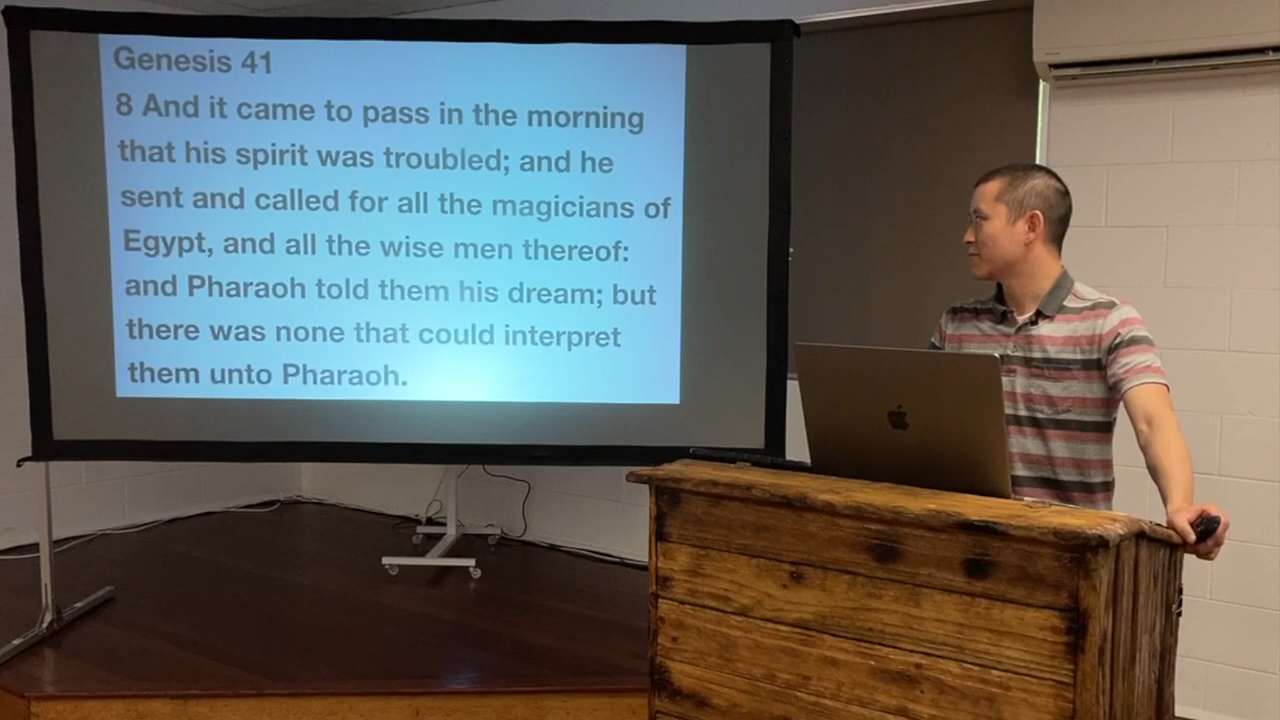 Genesis 41
8 And it came to pass in the morning
that his spirit was troubled; and he
sent and called for all the magicians of
Egypt, and all the wise men thereof:
and Pharaoh told them his dream; but
there was none that could interpret
them unto Pharaoh.